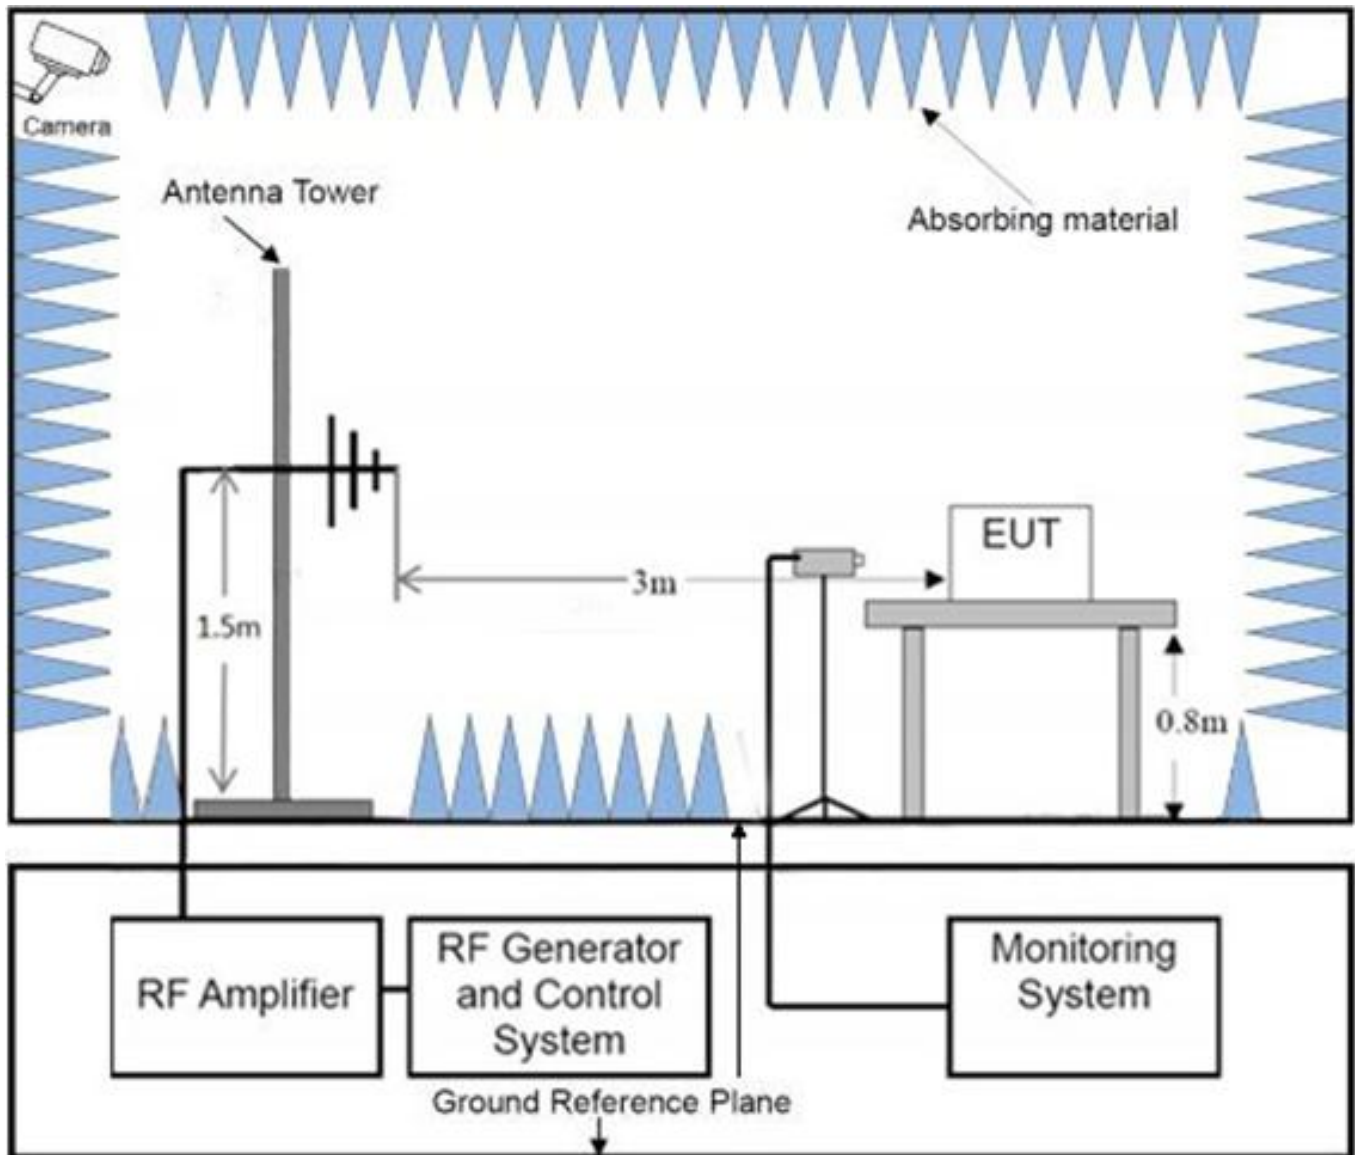 Camera
Antenna Tower
Absorbing material
EUT
3m
1.5m
0.8m
RF Amplifier
RF Generator
and Control
System
Monitoring
System
Ground Reference Plane